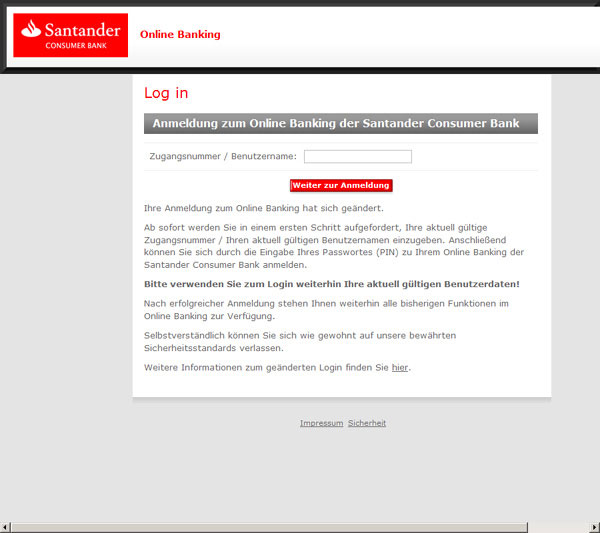 Santander
CONSUMER BANK
Online Banking
Log in
Anmeldung zum Online Banking der Santander Consumer Bank
Zugangsnummer / Benutzername:
Weiter zur Anmeldung
Ihre Anmeldung zum Online Banking hat sich geändert.
Ab sofort werden Sie in einem ersten Schritt aufgefordert, Ihre aktuell gültige
Zugangsnummer / Ihren aktuell gültigen Benutzernamen einzugeben. Anschließend
können Sie sich durch die Eingabe Ihres Passwortes (PIN) zu Ihrem Online Banking der
Santander Consumer Bank anmelden.
Bitte verwenden Sie zum Login weiterhin Ihre aktuell gültigen Benutzerdaten!
Nach erfolgreicher Anmeldung stehen Ihnen weiterhin alle bisherigen Funktionen im
Online Banking zur Verfügung.
Selbstverständlich können Sie sich wie gewohnt auf unsere bewährten
Sicherheitsstandards verlassen.
Weitere Informationen zum geänderten Login finden Sie hier.
Impressum Sicherheit